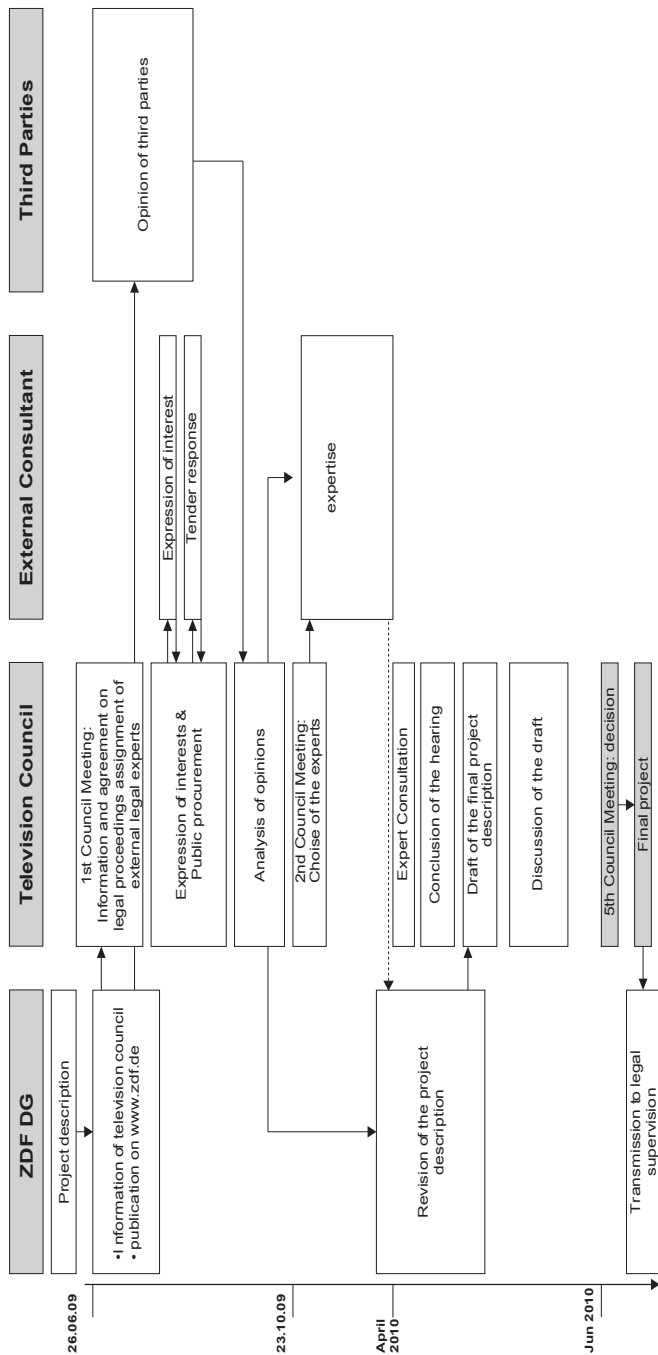 ZDF DG
Television Council
External Consultant
Third Parties
26.06.09
23.10.09
April
2010
Jun 2010
Project description
•I nformation of television council
• publication on www.zdf.de
Revision of the project
description
Transmission to legal
supervision
1st Council Meeting:
Information and agreement on
legal proceedings assignment of
external legal experts
Expression of interests &
Public procurement
Analysis of opinions
2nd Council Meeting:
Choise of the experts
Expert Consultation
Conclusion of the hearing
Draft of the final project
description
Discussion of the draft
5th Council Meeting: decision
Final project
Expression of interest
Tender response
expertise
Opinion of third parties